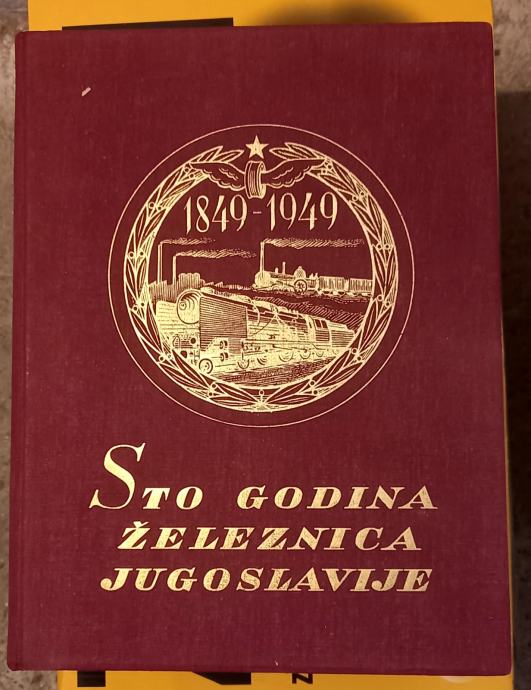 1849-1949
STO GODINA
ŽELEZNICA
JUGOSLAVIJE